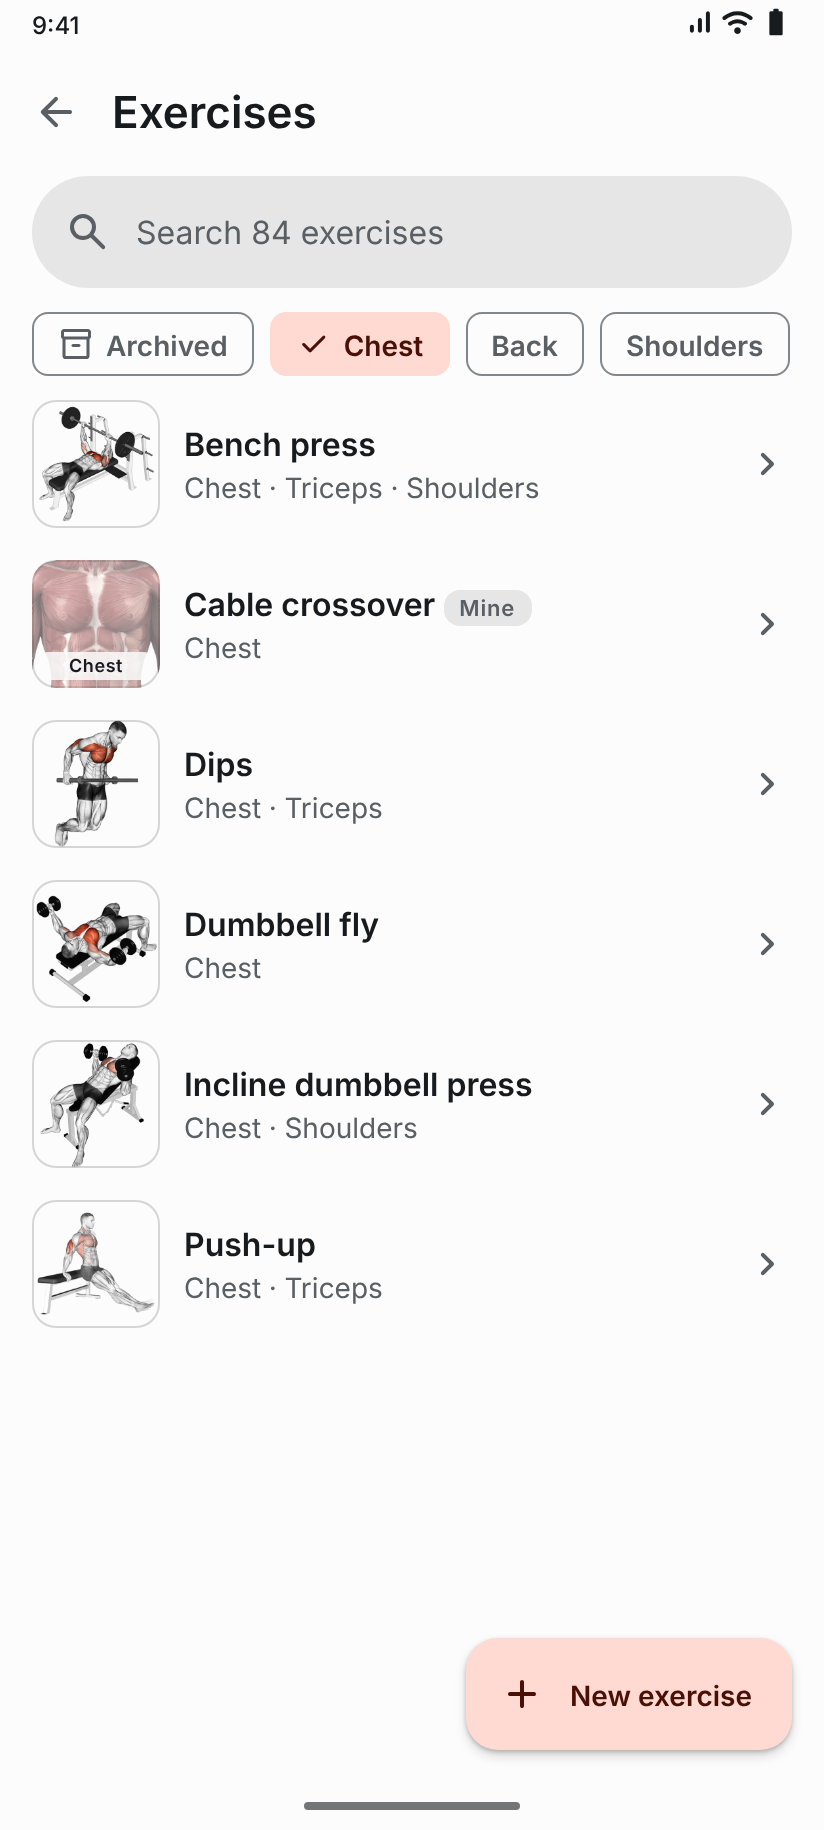 9:41
Exercises
Search 84 exercises
Archived
Chest
Back
Shoulders
Bench press
Chest · Triceps · Shoulders
Cable crossover Mine
Chest
Chest
Dips
Chest · Triceps
Dumbbell fly
Chest
Incline dumbbell press
Chest · Shoulders
Push-up
Chest · Triceps
New exercise